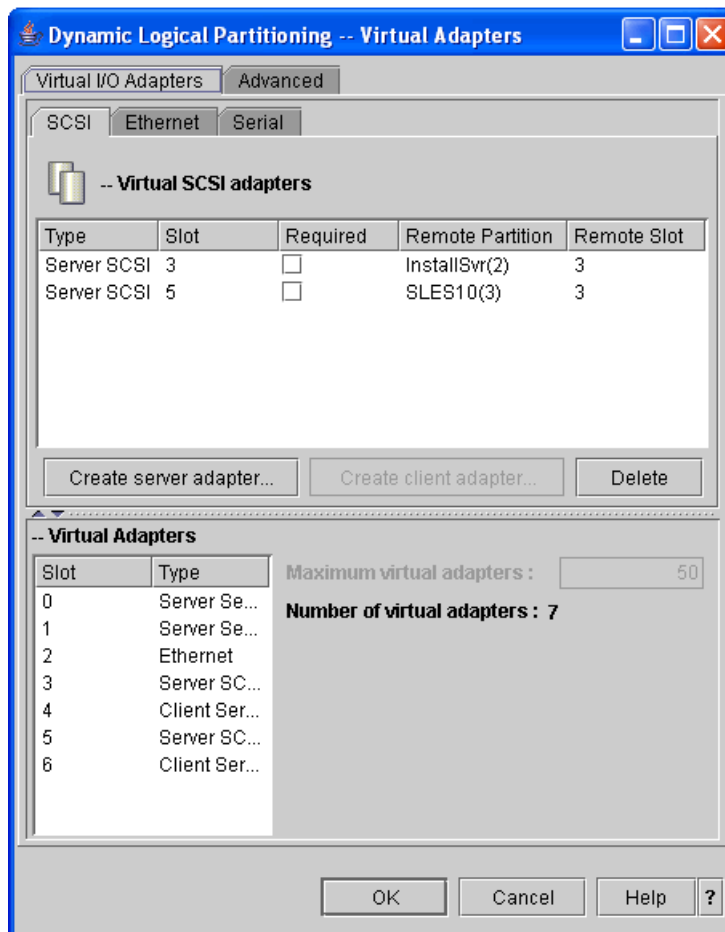 Dynamic Logical Partitioning -- Virtual Adapters
Virtual I/O Adapters Advanced
SCSI Ethernet Serial
-- Virtual SCSI adapters
Type Slot Required Remote Partition Remote Slot
Server SCSI 3 InstallSvr(2) 3
Server SCSI 5 SLES10(3) 3
Create server adapter... Create client adapter... Delete
-- Virtual Adapters
Slot Type Maximum virtual adapters : 50
0 Server Se... Number of virtual adapters : 7
1 Server Se...
2 Ethernet
3 Server SC...
4 Client Ser...
5 Server SC...
6 Client Ser...
OK Cancel Help ?